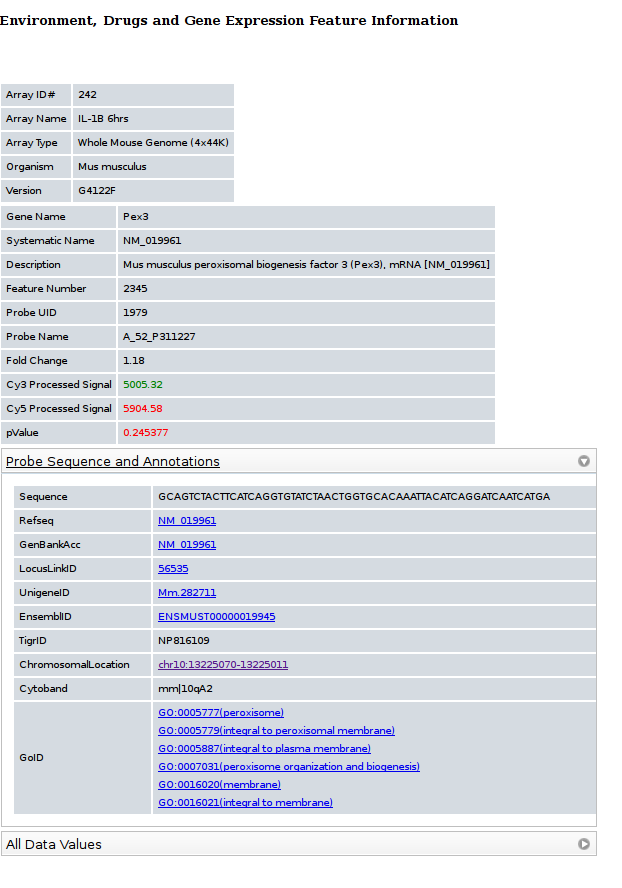 Environment, Drugs and Gene Expression Feature Information
Array ID# 242
Array Name IL-1B 6hrs
Array Type Whole Mouse Genome (4x44K)
Organism Mus musculus
Version G4122F
Gene Name Pex3
Systematic Name NM_019961
Description Mus musculus peroxisomal biogenesis factor 3 (Pex3), mRNA [NM_019961]
Feature Number 2345
Probe UID 1979
Probe Name A_52_P311227
Fold Change 1.18
Cy3 Processed Signal 5005.32
Cy5 Processed Signal 5904.58
pValue 0.245377
Probe Sequence and Annotations
Sequence GCAGTCTACTTCATCAGGTGTATCTAACTGGTGCACAAATTACATCAGGATCAATCATGA
Refseq NM_019961
GenBankAcc NM_019961
LocusLinkID 56535
UnigeneID Mm.282711
EnsemblID ENSMUST00000019945
TigrID NP816109
ChromosomalLocation chr10:13225070-13225011
Cytoband mm|10qA2
GoID
GO:0005777(peroxisome)
GO:0005779(integral to peroxisomal membrane)
GO:0005887(integral to plasma membrane)
GO:0007031(peroxisome organization and biogenesis)
GO:0016020(membrane)
GO:0016021(integral to membrane)
All Data Values